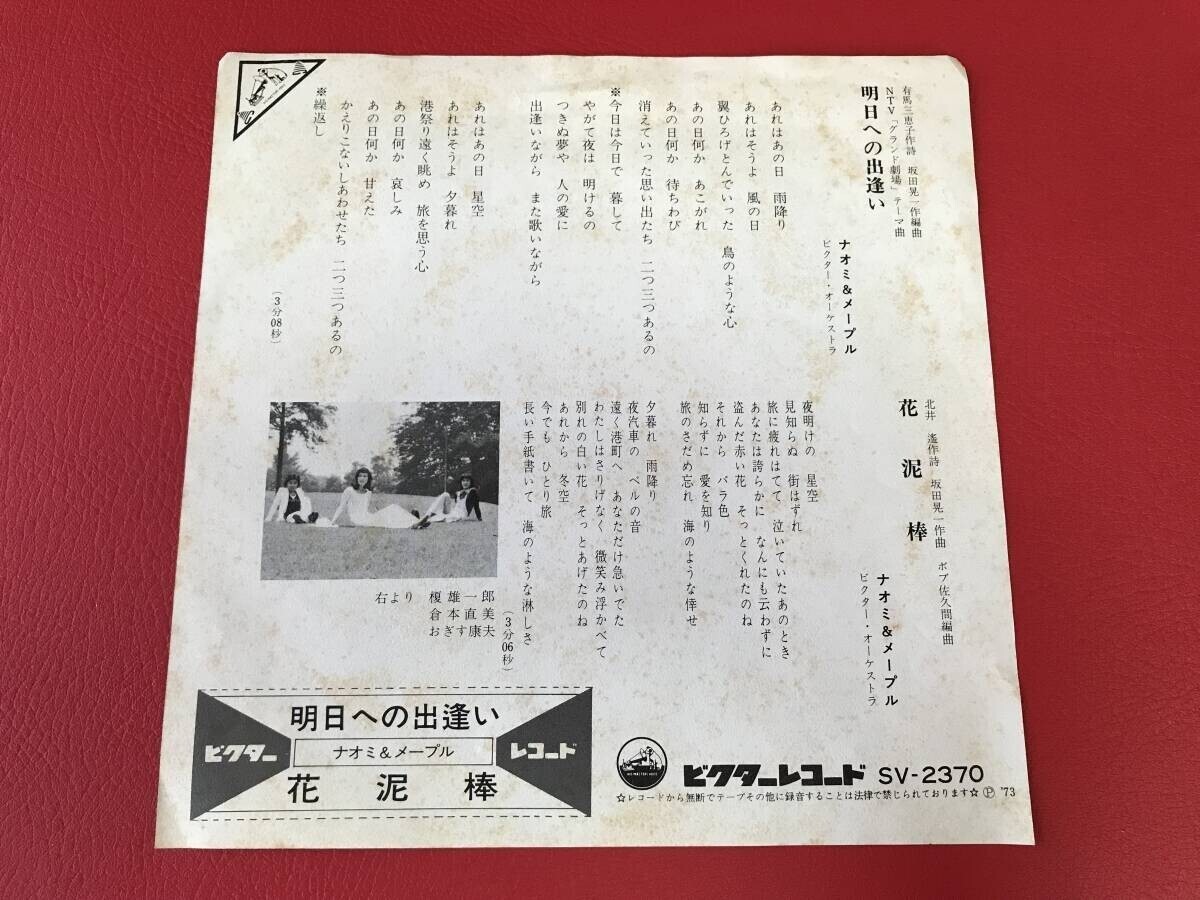 有馬三恵子作詩 坂田晃一作編曲
NTV「グランド劇場」テーマ曲
明日への出逢い
ナオミ&メープル
ビクター・オーケストラ
あれはあの日 雨降り
あれはそうよ 風の日
翼ひろげとんでいった 鳥のような心
あの日何か あこがれ
あの日何か 待ちわび
消えていった思い出たち 二つ三つあるの
※今日は今日で 暮して
やがて夜は 明けるの
つきぬ夢や 人の愛に
出逢いながら また歌いながら
あれはあの日 星空
あれはそうよ 夕暮れ
港祭り遠く眺め 旅を思う心
あの日何か 哀しみ
あの日何か 甘えた
かえりこないしあわせたち 二つ三つあるの
※繰返し
(3分08秒)
北井 遙作詩 坂田晃一作曲 ボブ佐久間編曲
花泥棒
ナオミ&メープル
ビクター・オーケストラ
夜明けの 星空
見知らぬ 街はずれ
旅に疲れはてて 泣いていたあのとき
あなたは誇らかに なんにも云わずに
盗んだ赤い花 そっとくれたのね
それから バラ色
知らずに 愛を知り
旅のさだめ忘れ 海のような倖せ
夕暮れ 雨降り
夜汽車の ベルの音
遠く港町へ あなただけ急いでた
わたしはさりげなく 微笑み浮かべて
別れの白い花 そっとあげたのね
あれから 冬空
今でも ひとり旅
長い手紙書いて 海のような淋しさ
(3分06秒)
右より 榎雄一郎
倉本直美
おぎす康夫
明日への出逢い
ビクター
ナオミ&メープル
レコード
花泥棒
HIS MASTER'S VOICE
ビクターレコード SV-2370
☆レコードから無断でテープその他に録音することは法律で禁じられております☆ Ⓟ '73